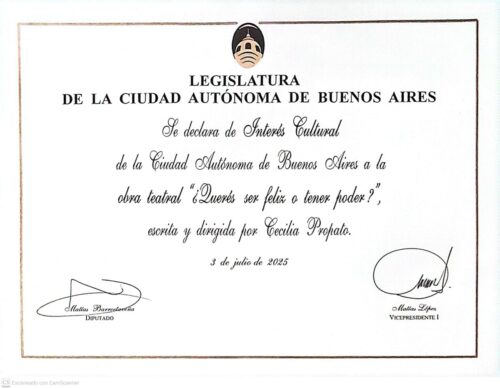 LEGISLATURA
DE LA CIUDAD AUTÓNOMA DE BUENOS AIRES
Se declara de Interés Cultural
de la Ciudad Autónoma de Buenos Aires a la
obra teatral "¿Querés ser feliz o tener poder?",
escrita y dirigida por Cecilia Propato.
3 de julio de 2025
Matías Barroetaveña
DIPUTADO
Matías López
VICEPRESIDENTE I
Escaneado con CamScanner